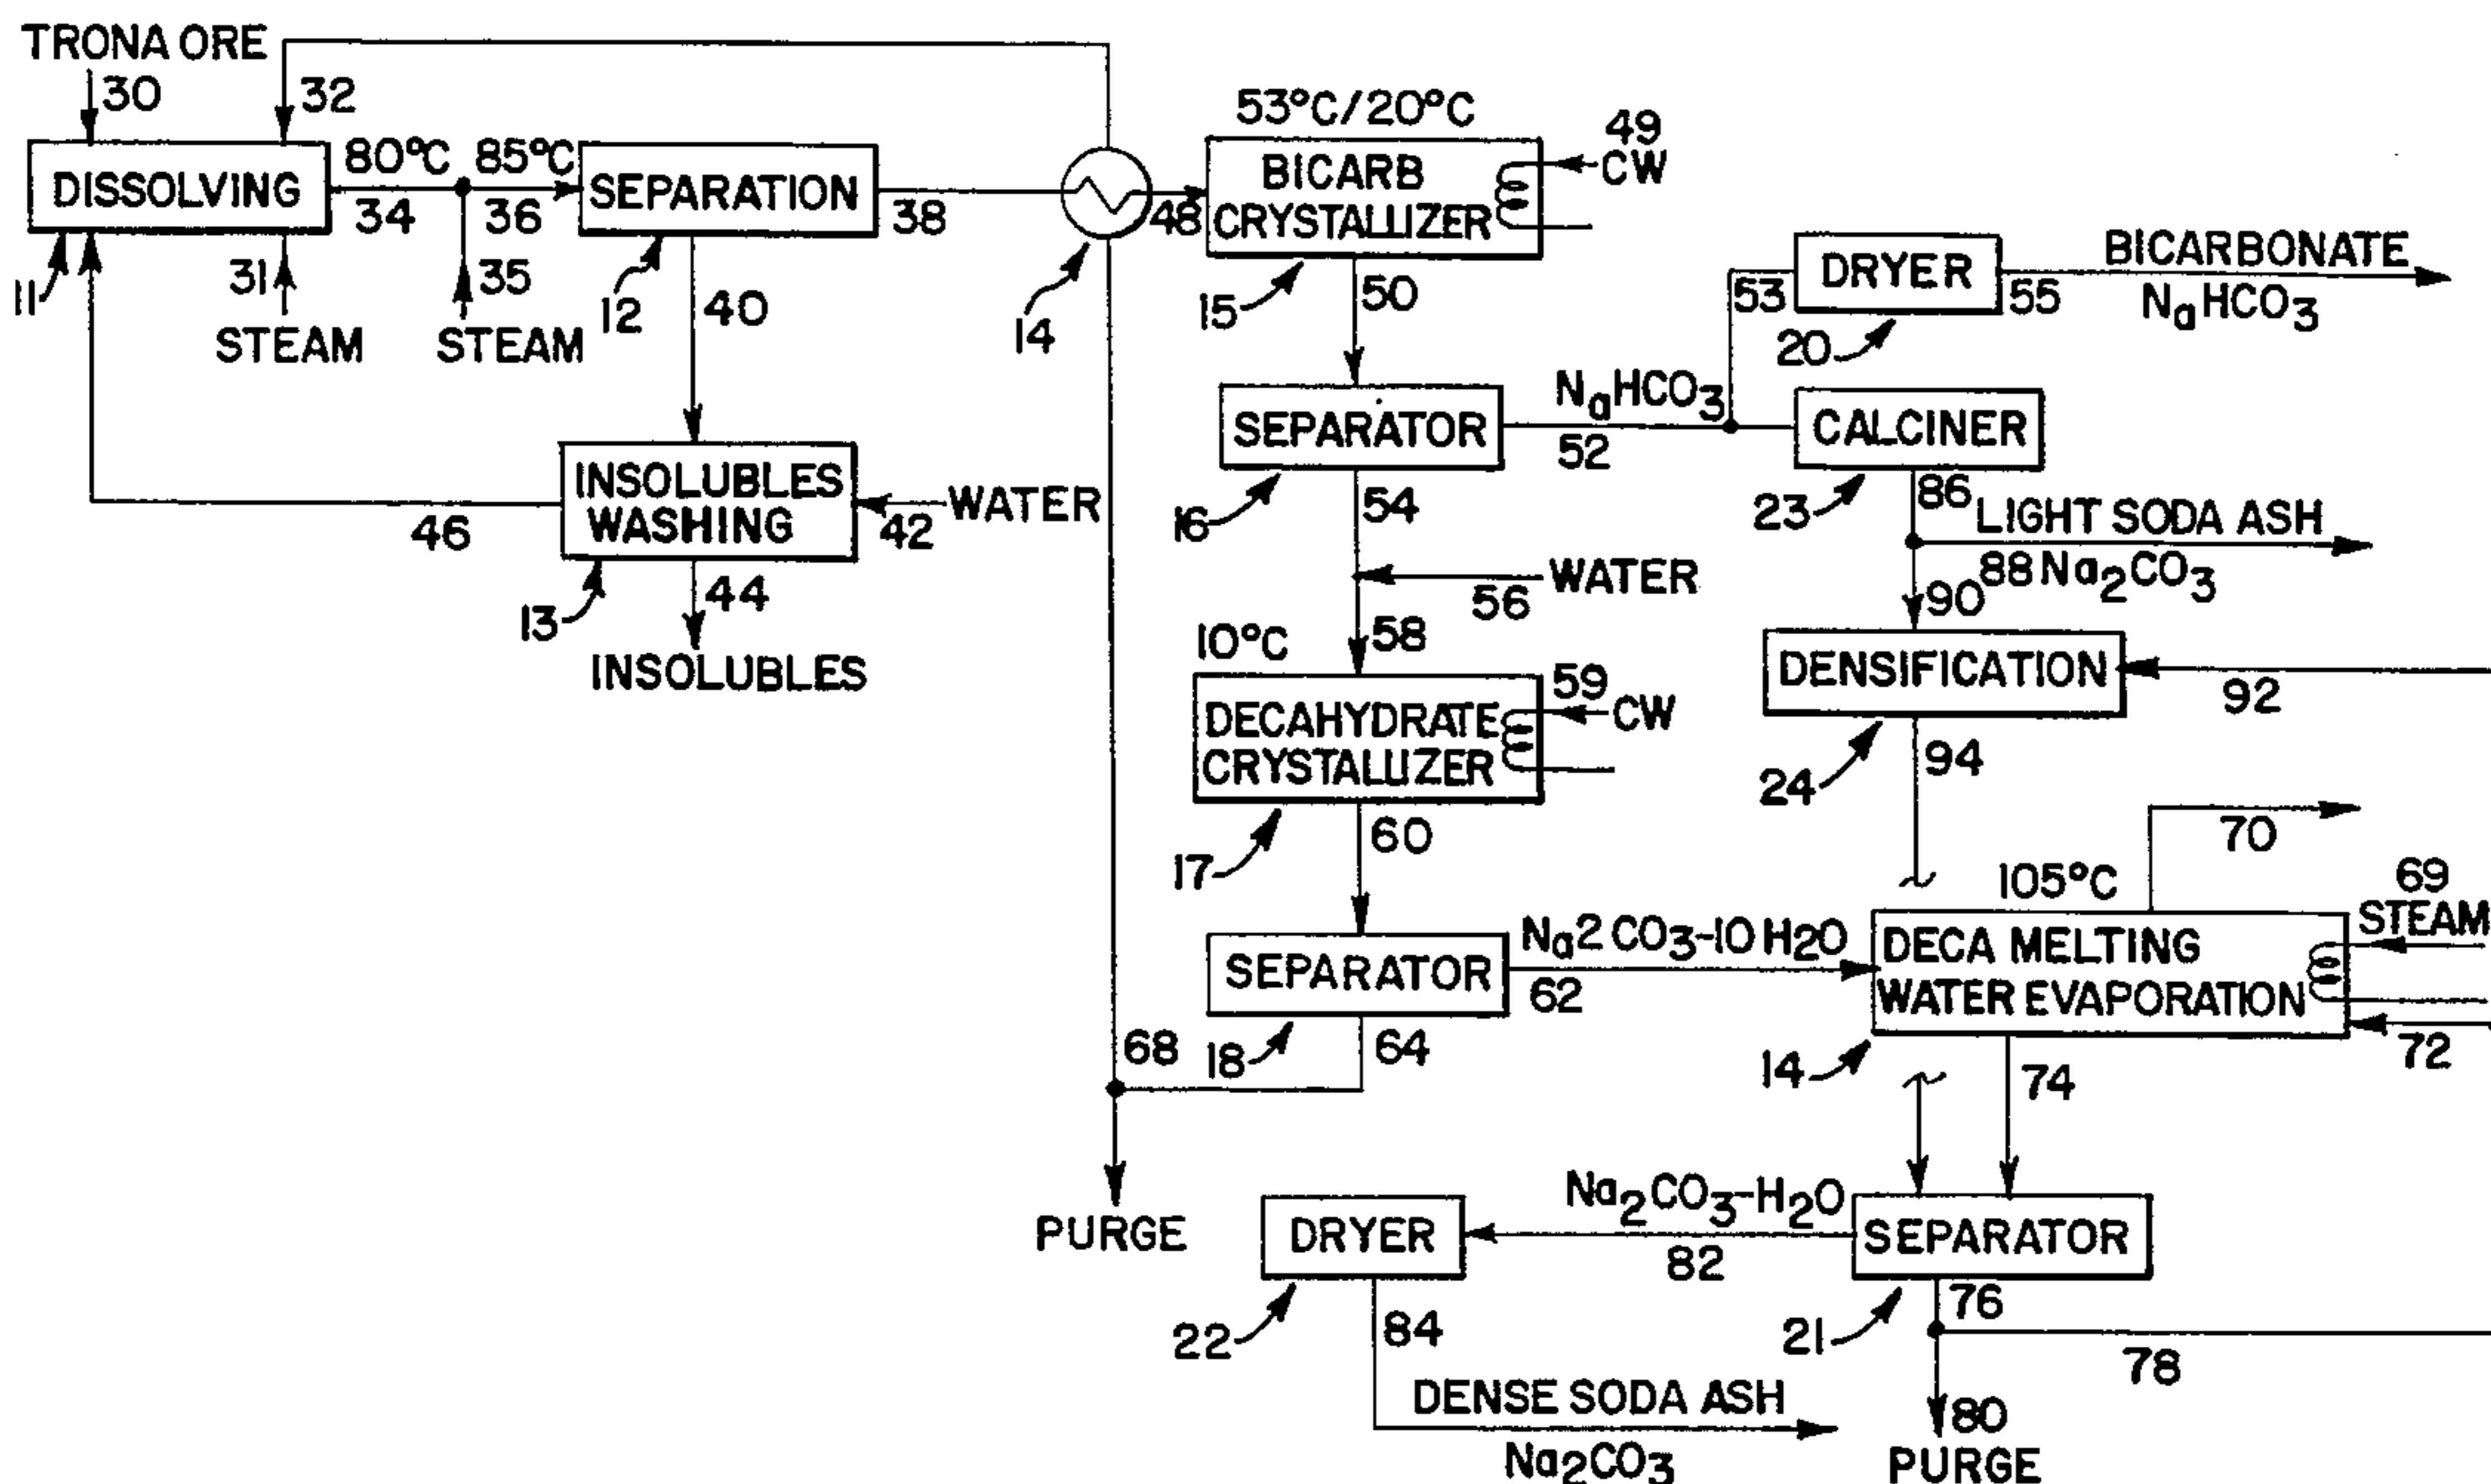 TRONA ORE
30
32
DISSOLVING
11
80°C
34
85°C
36
31
STEAM
35
STEAM
SEPARATION
12
38
40
INSOLUBLES
WASHING
13
42
WATER
46
44
INSOLUBLES
14
48
53°C/20°C
BICARB
CRYSTALLIZER
49
CW
15
50
SEPARATOR
16
NaHCO3
52
53
DRYER
20
55
BICARBONATE
NaHCO3
CALCINER
23
86
LIGHT SODA ASH
88 Na2CO3
90
54
56
WATER
58
10°C
DECAHYDRATE
CRYSTALLIZER
59
CW
17
60
DENSIFICATION
24
92
94
SEPARATOR
18
Na2CO3-10H2O
62
64
68
PURGE
105°C
70
69
STEAM
DECA MELTING
WATER EVAPORATION
14
72
74
SEPARATOR
21
Na2CO3-H2O
82
DRYER
22
84
DENSE SODA ASH
Na2CO3
76
78
80
PURGE